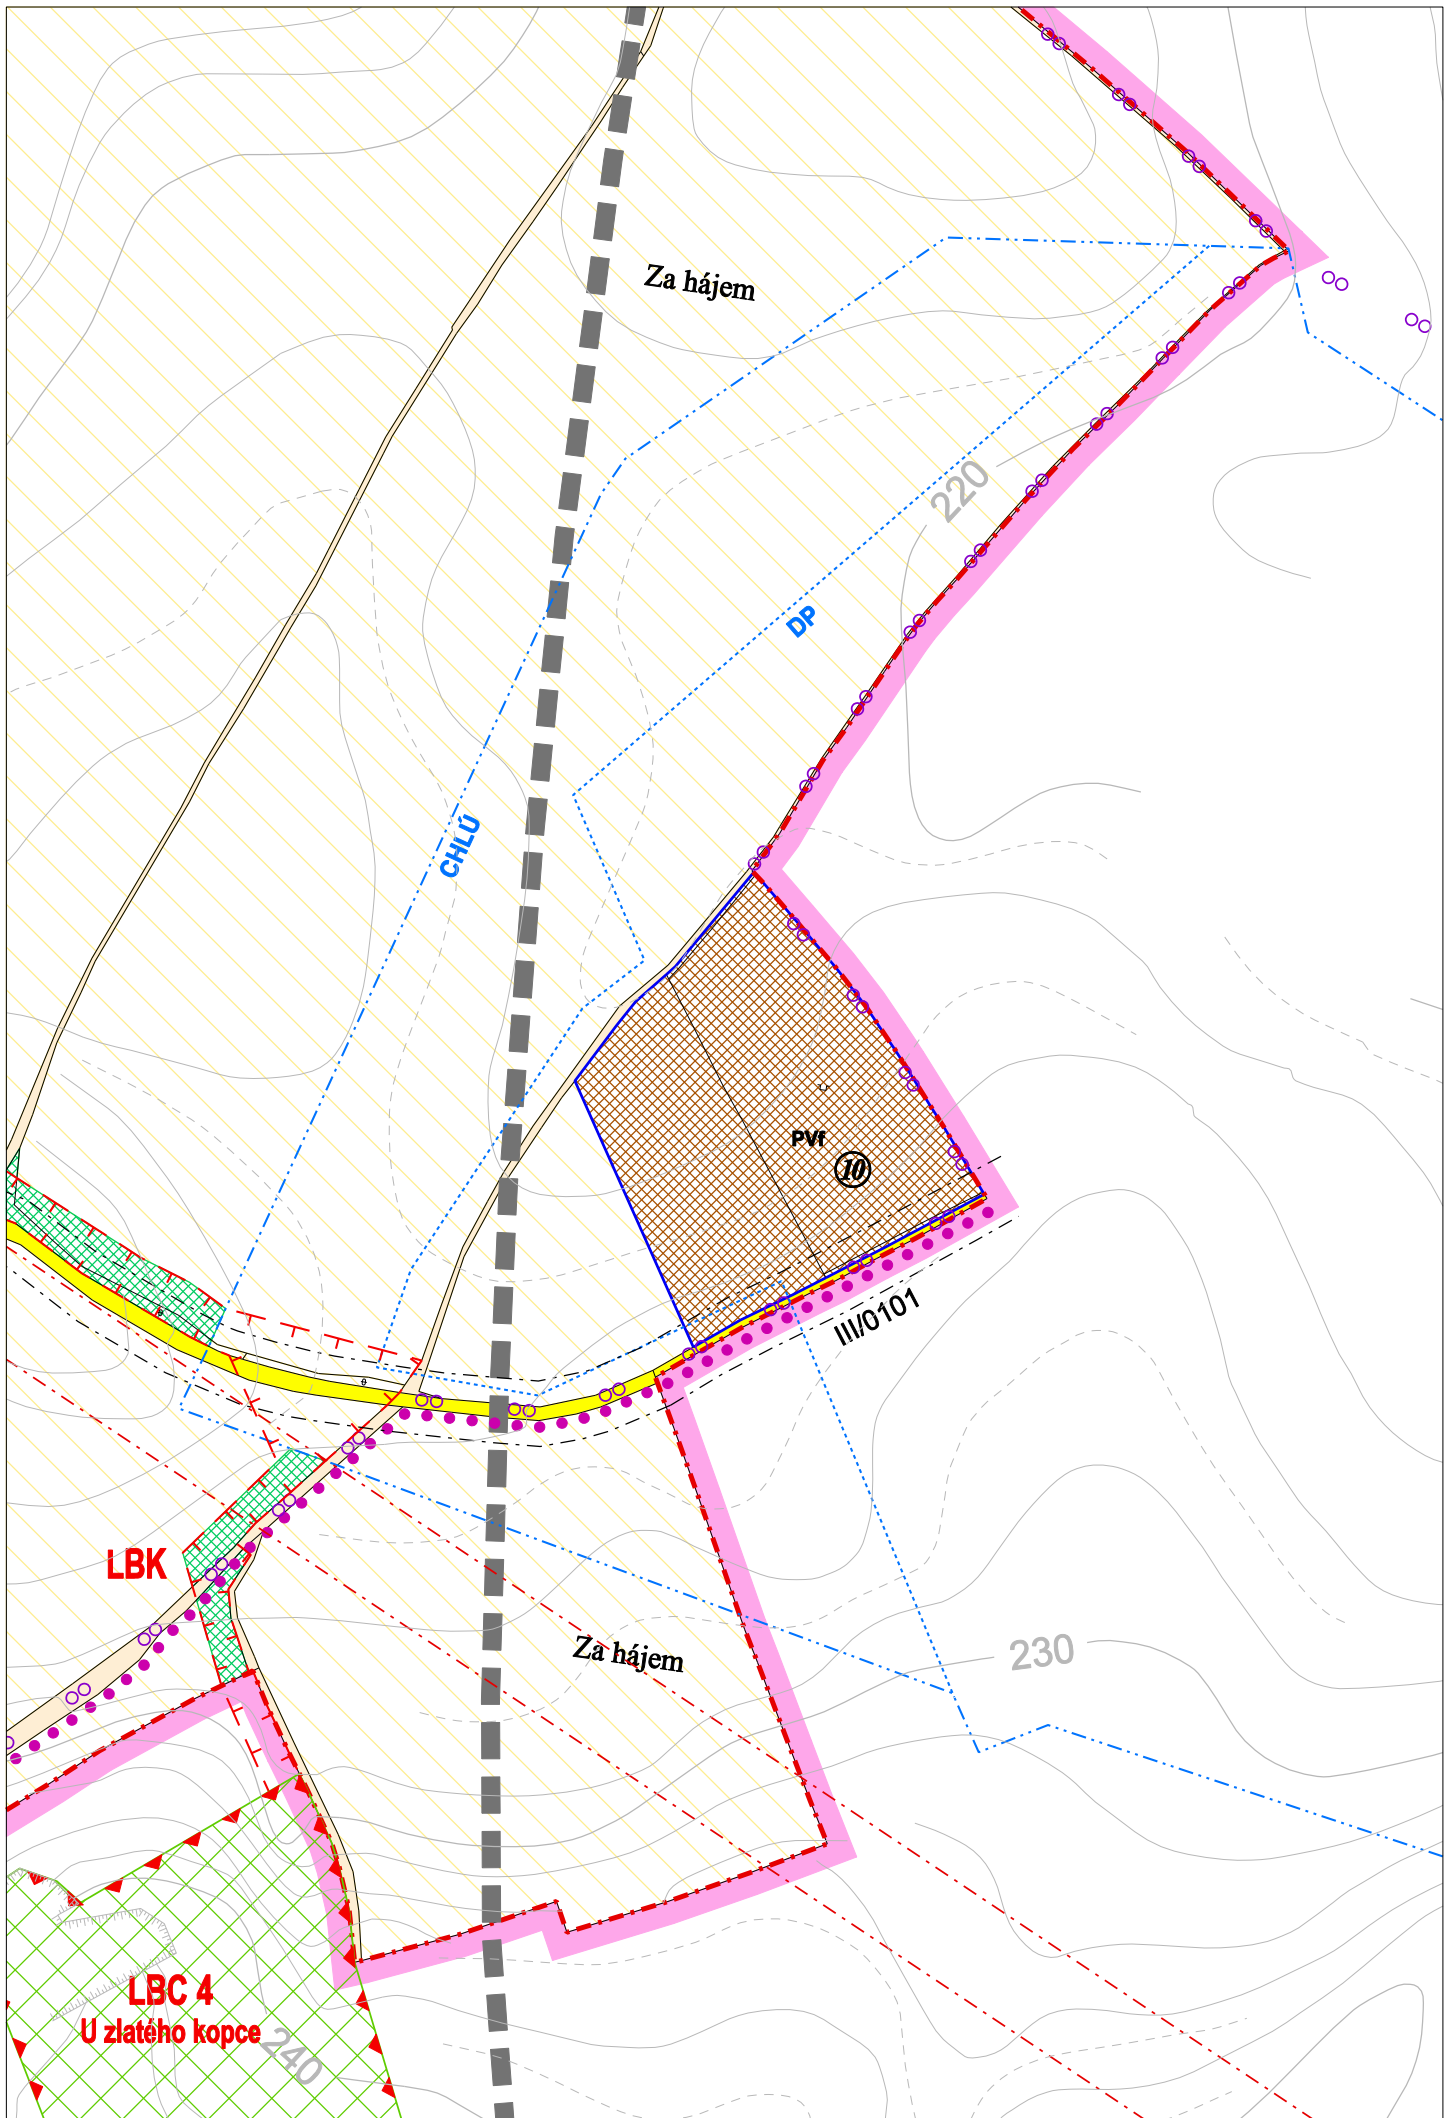 Za hájem
220
DP
CHLÚ
PVf
10
III/0101
LBK
Za hájem
230
LBC 4
U zlatého kopce
240